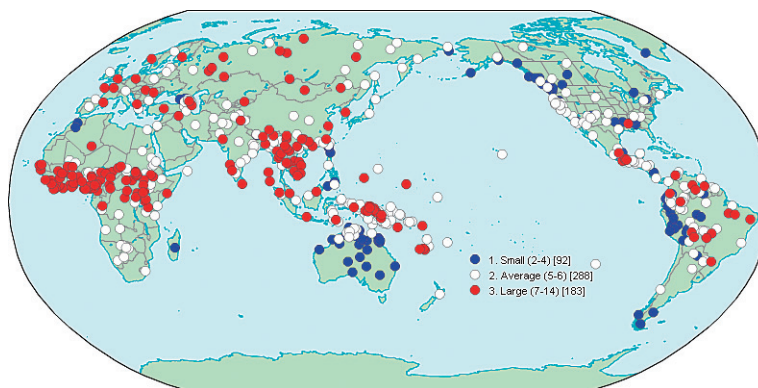 1. Small (2-4) [92]
2. Average (5-6) [288]
3. Large (7-14) [183]